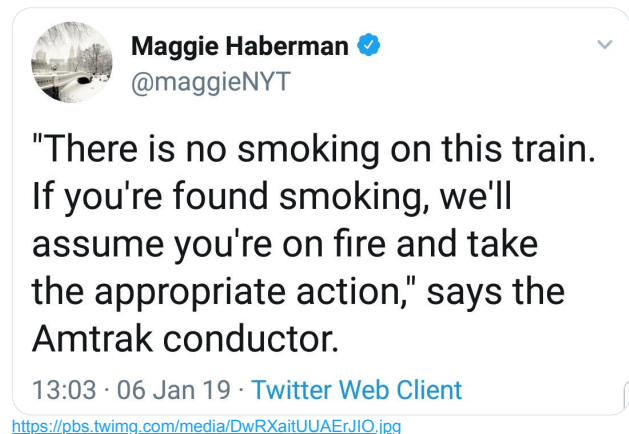 Maggie Haberman
@maggieNYT
"There is no smoking on this train.
If you're found smoking, we'll
assume you're on fire and take
the appropriate action," says the
Amtrak conductor.
13:03 · 06 Jan 19 · Twitter Web Client
https://pbs.twimg.com/media/DwRXaitUUAErJIO.jpg